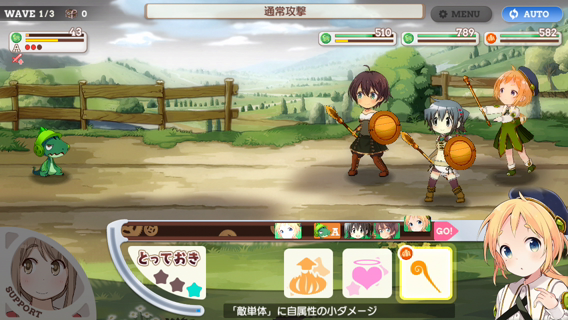 WAVE 1/3
0
通常攻撃
MENU
AUTO
43
510
789
582
A
GO!
とっておき
SUPPORT
「敵単体」に自属性の小ダメージ